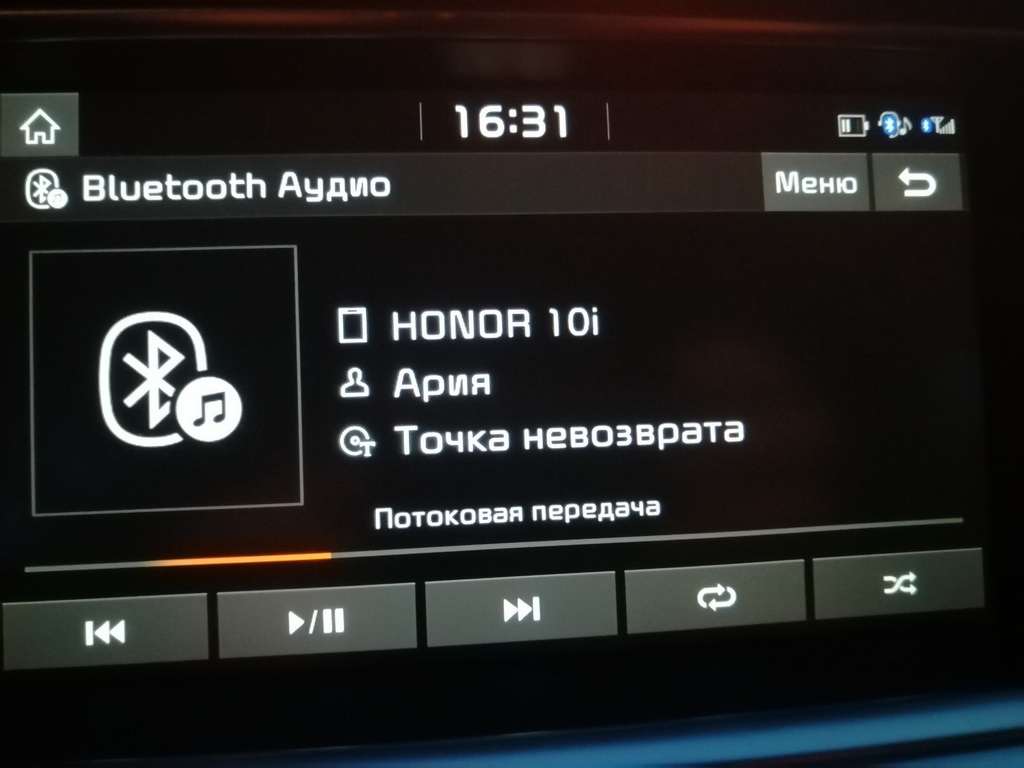 16:31
Bluetooth Аудио
Меню
HONOR 10i
Ария
Точка невозврата
Потоковая передача